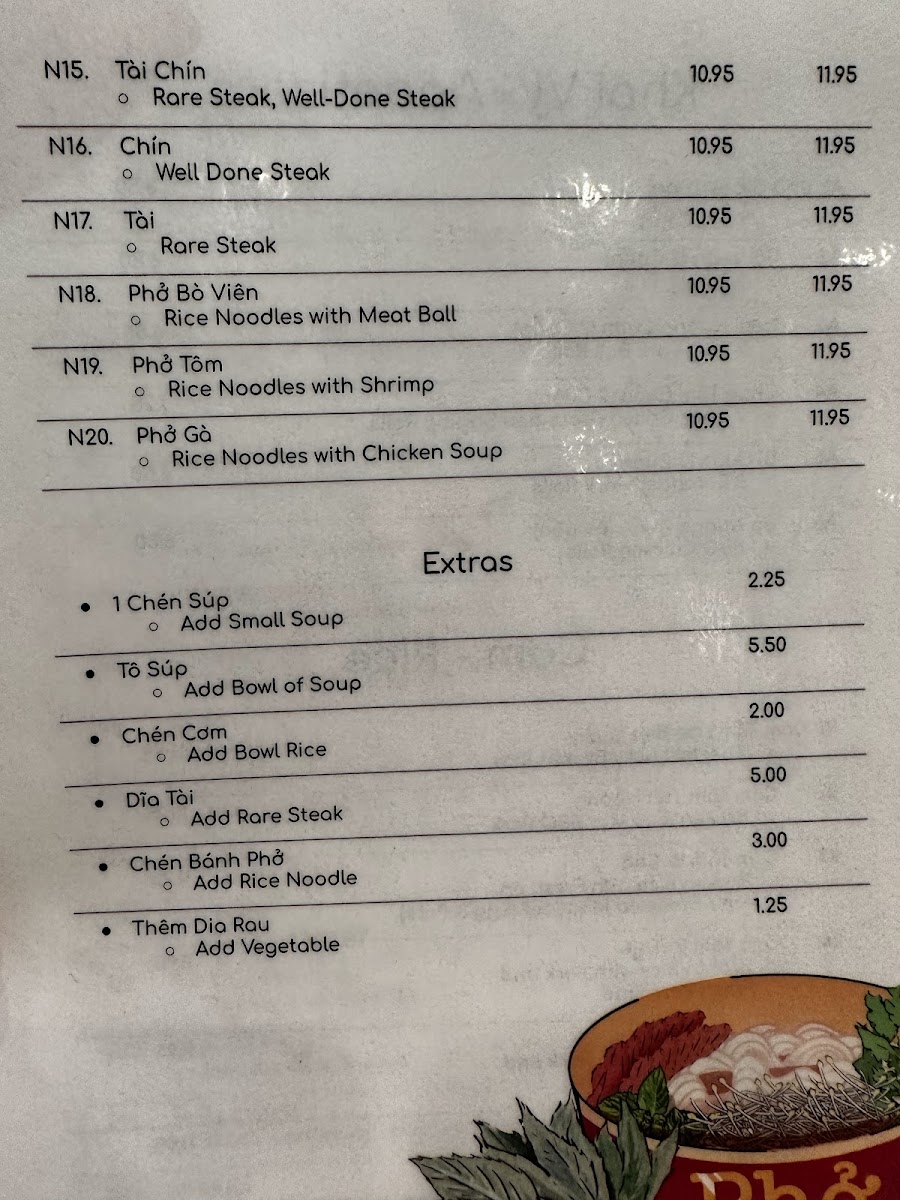 N15. Tài Chín 10.95 11.95
○ Rare Steak, Well-Done Steak
N16. Chín 10.95 11.95
○ Well Done Steak
N17. Tài 10.95 11.95
○ Rare Steak
N18. Phở Bò Viên 10.95 11.95
○ Rice Noodles with Meat Ball
N19. Phở Tôm 10.95 11.95
○ Rice Noodles with Shrimp
N20. Phở Gà 10.95 11.95
○ Rice Noodles with Chicken Soup
Extras
● 1 Chén Súp 2.25
○ Add Small Soup
● Tô Súp 5.50
○ Add Bowl of Soup
● Chén Cơm 2.00
○ Add Bowl Rice
● Dĩa Tài 5.00
○ Add Rare Steak
● Chén Bánh Phở 3.00
○ Add Rice Noodle
● Thêm Dia Rau 1.25
○ Add Vegetable
Phở